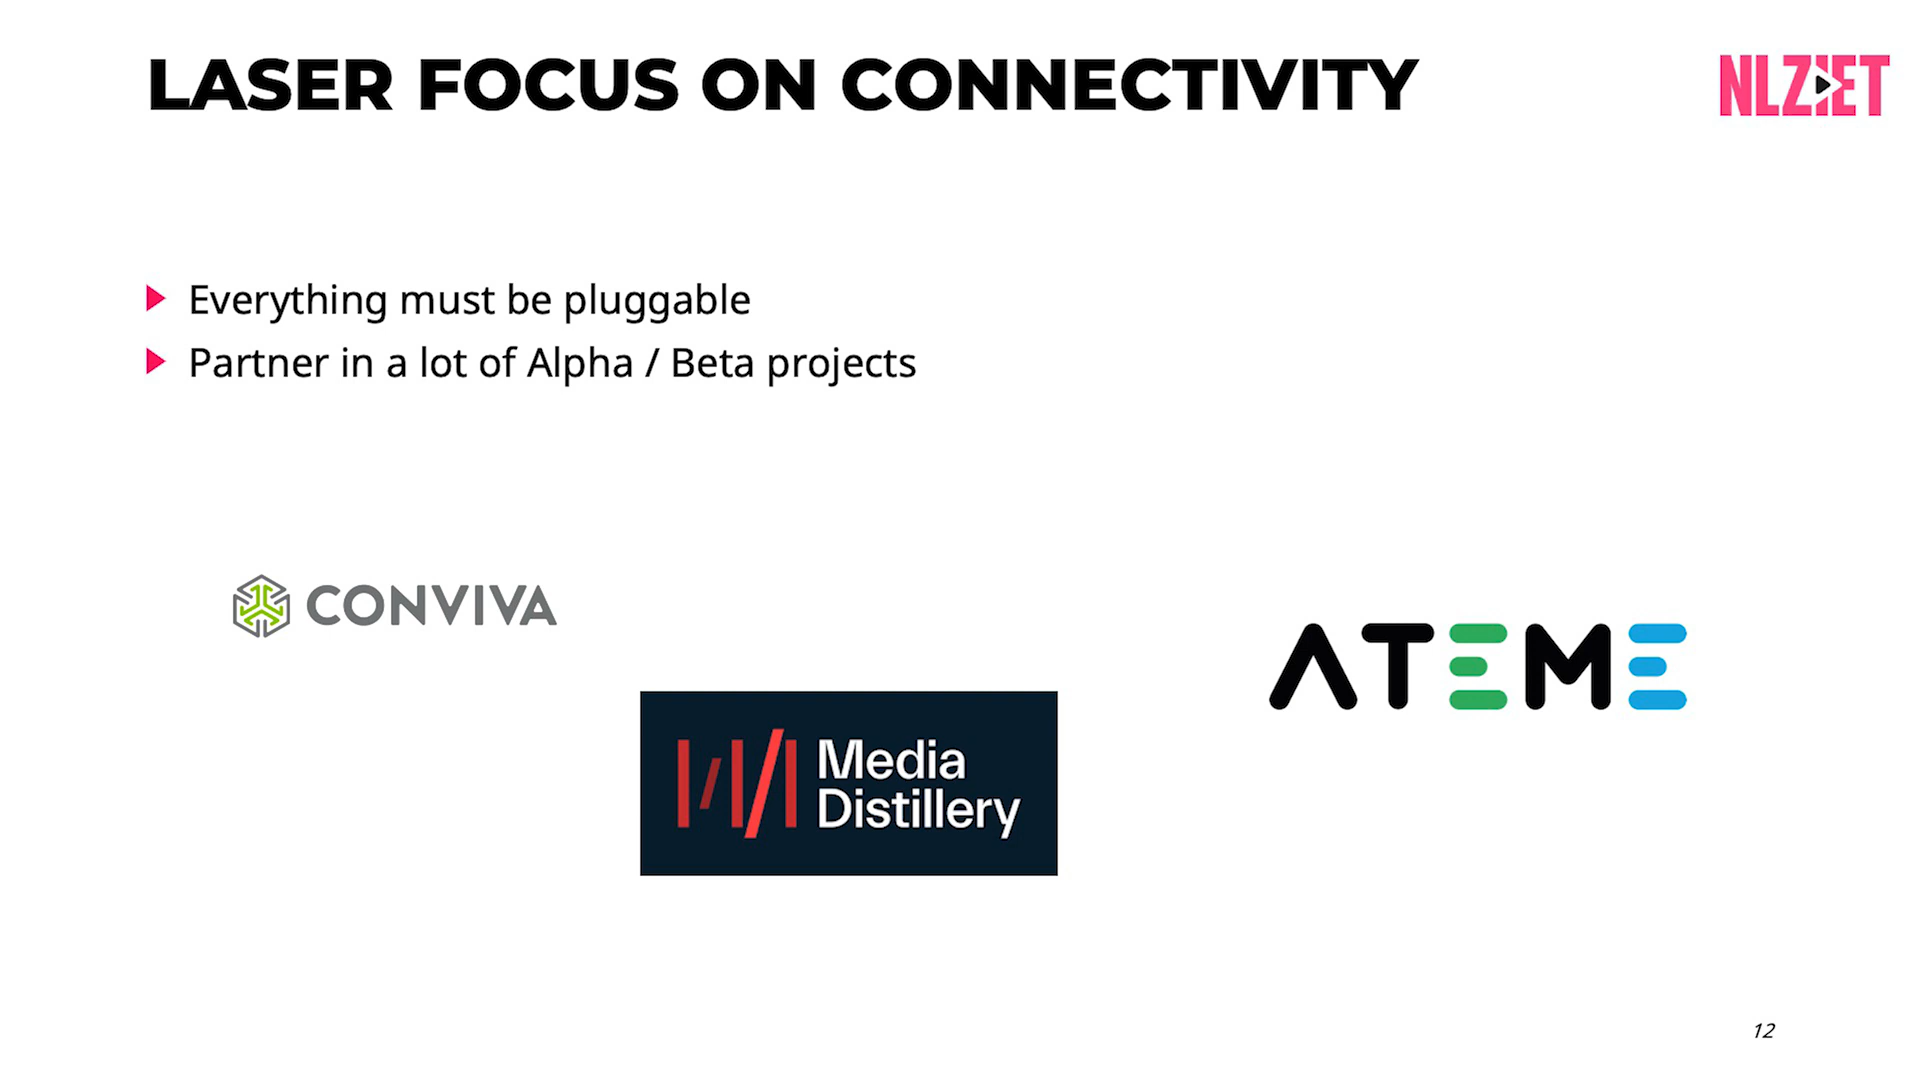 LASER FOCUS ON CONNECTIVITY
NLZIET
Everything must be pluggable
Partner in a lot of Alpha / Beta projects
CONVIVA
ATEME
Media
Distillery
12